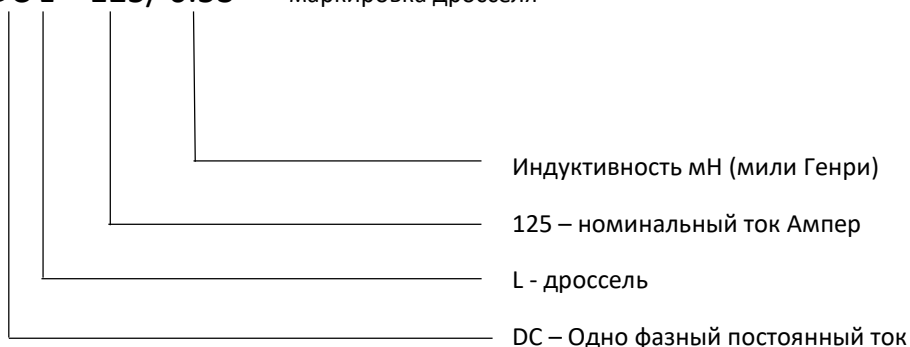 маркировка дросселя
Индуктивность мН (мили Генри)
125 – номинальный ток Ампер
L - дроссель
DC – Одно фазный постоянный ток